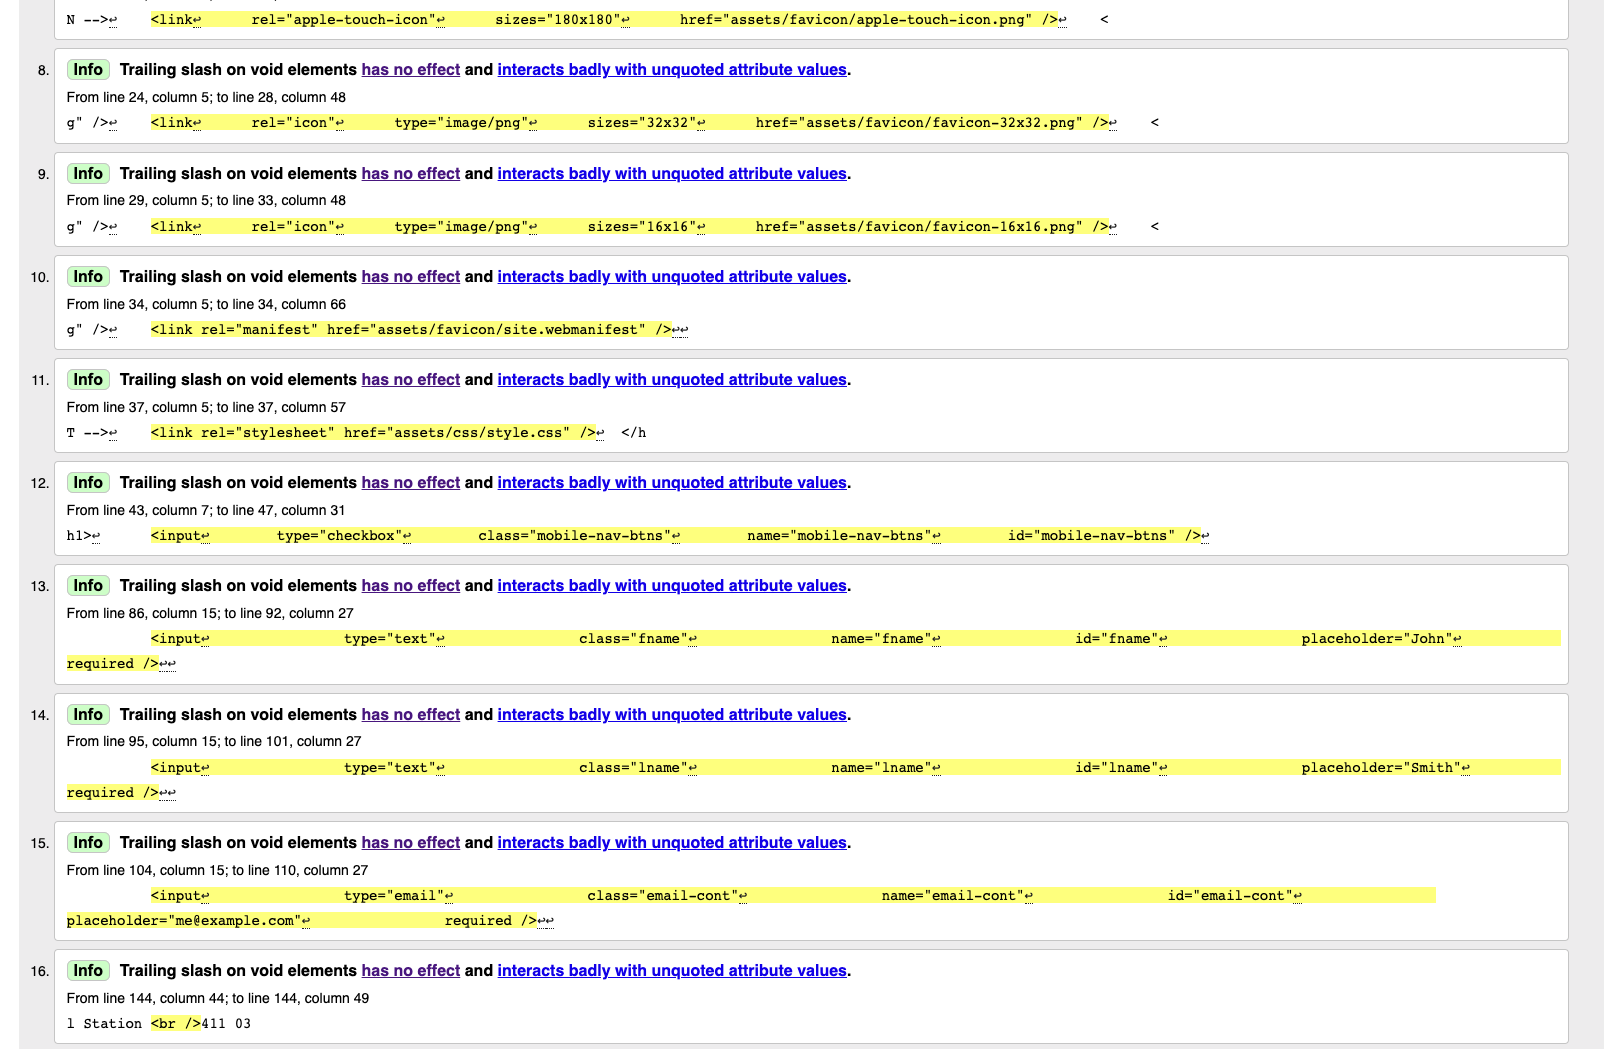 N -->↩    <link↩      rel="apple-touch-icon"↩      sizes="180x180"↩      href="assets/favicon/apple-touch-icon.png" />↩    <
8. Info Trailing slash on void elements has no effect and interacts badly with unquoted attribute values.
From line 24, column 5; to line 28, column 48
g" />↩    <link↩      rel="icon"↩      type="image/png"↩      sizes="32x32"↩      href="assets/favicon/favicon-32x32.png" />↩    <
9. Info Trailing slash on void elements has no effect and interacts badly with unquoted attribute values.
From line 29, column 5; to line 33, column 48
g" />↩    <link↩      rel="icon"↩      type="image/png"↩      sizes="16x16"↩      href="assets/favicon/favicon-16x16.png" />↩    <
10. Info Trailing slash on void elements has no effect and interacts badly with unquoted attribute values.
From line 34, column 5; to line 34, column 66
g" />↩    <link rel="manifest" href="assets/favicon/site.webmanifest" />↩↩
11. Info Trailing slash on void elements has no effect and interacts badly with unquoted attribute values.
From line 37, column 5; to line 37, column 57
T -->↩    <link rel="stylesheet" href="assets/css/style.css" />↩  </h
12. Info Trailing slash on void elements has no effect and interacts badly with unquoted attribute values.
From line 43, column 7; to line 47, column 31
h1>↩      <input↩        type="checkbox"↩        class="mobile-nav-btns"↩        name="mobile-nav-btns"↩        id="mobile-nav-btns" />↩
13. Info Trailing slash on void elements has no effect and interacts badly with unquoted attribute values.
From line 86, column 15; to line 92, column 27
<input↩                type="text"↩                class="fname"↩                name="fname"↩                id="fname"↩                placeholder="John"↩
required />↩↩
14. Info Trailing slash on void elements has no effect and interacts badly with unquoted attribute values.
From line 95, column 15; to line 101, column 27
<input↩                type="text"↩                class="lname"↩                name="lname"↩                id="lname"↩                placeholder="Smith"↩
required />↩↩
15. Info Trailing slash on void elements has no effect and interacts badly with unquoted attribute values.
From line 104, column 15; to line 110, column 27
<input↩                type="email"↩                class="email-cont"↩                name="email-cont"↩                id="email-cont"↩
placeholder="me@example.com"↩                required />↩↩
16. Info Trailing slash on void elements has no effect and interacts badly with unquoted attribute values.
From line 144, column 44; to line 144, column 49
l Station <br />411 03